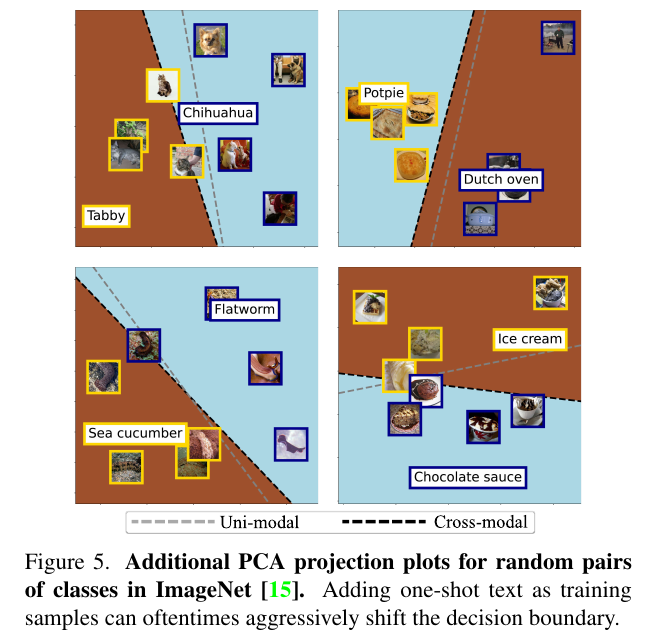 Chihuahua
Tabby
Potpie
Dutch oven
Flatworm
Sea cucumber
Ice cream
Chocolate sauce
Uni-modal Cross-modal
Figure 5. Additional PCA projection plots for random pairs
of classes in ImageNet [15]. Adding one-shot text as training
samples can oftentimes aggressively shift the decision boundary.